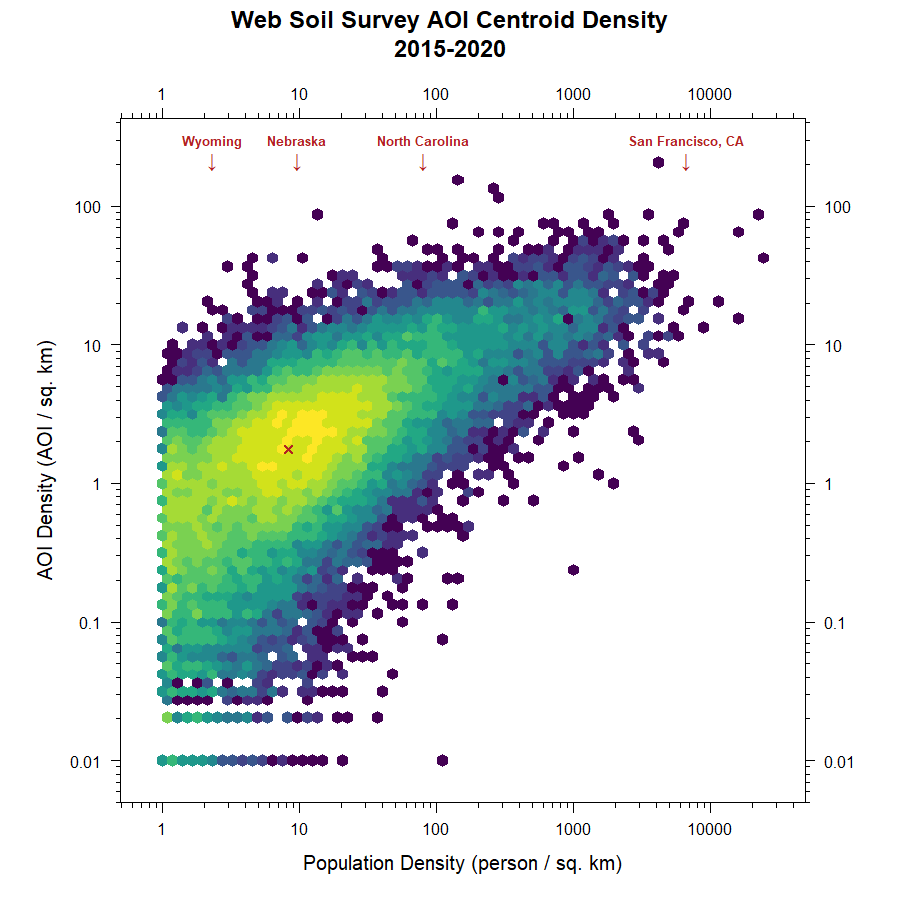 Web Soil Survey AOI Centroid Density
2015-2020
1 10 100 1000 10000
Wyoming Nebraska North Carolina San Francisco, CA
↓ ↓ ↓ ↓
100 100
10 10
1 1
0.1 0.1
0.01 0.01
AOI Density (AOI / sq. km)
1 10 100 1000 10000
Population Density (person / sq. km)